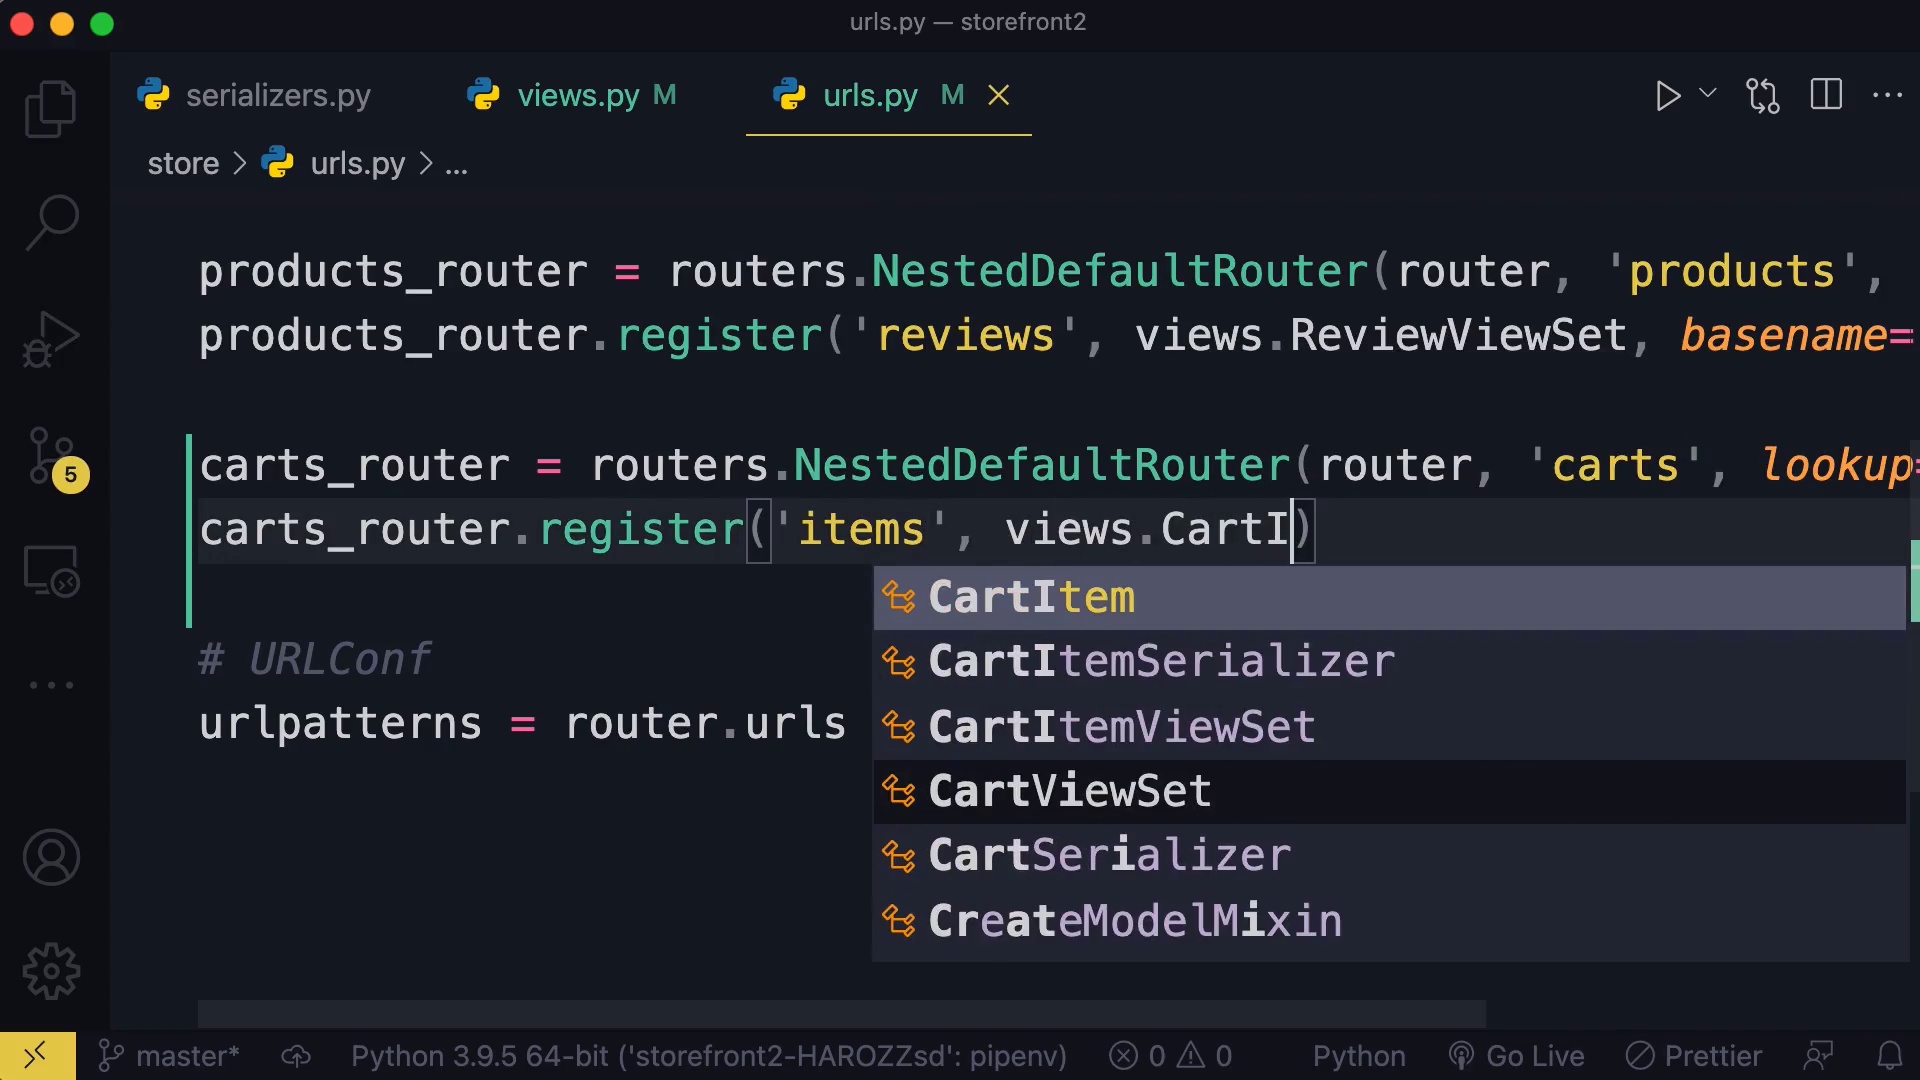 urls.py — storefront2
serializers.py
views.py M
urls.py M
store > urls.py > ...
products_router = routers.NestedDefaultRouter(router, 'products',
products_router.register('reviews', views.ReviewViewSet, basename=
carts_router = routers.NestedDefaultRouter(router, 'carts', lookup=
carts_router.register('items', views.CartI)
CartItem
CartItemSerializer
CartItemViewSet
CartViewSet
CartSerializer
CreateModelMixin
# URLConf
urlpatterns = router.urls
5
master*
Python 3.9.5 64-bit ('storefront2-HAROZZsd': pipenv)
0
0
Python
Go Live
Prettier